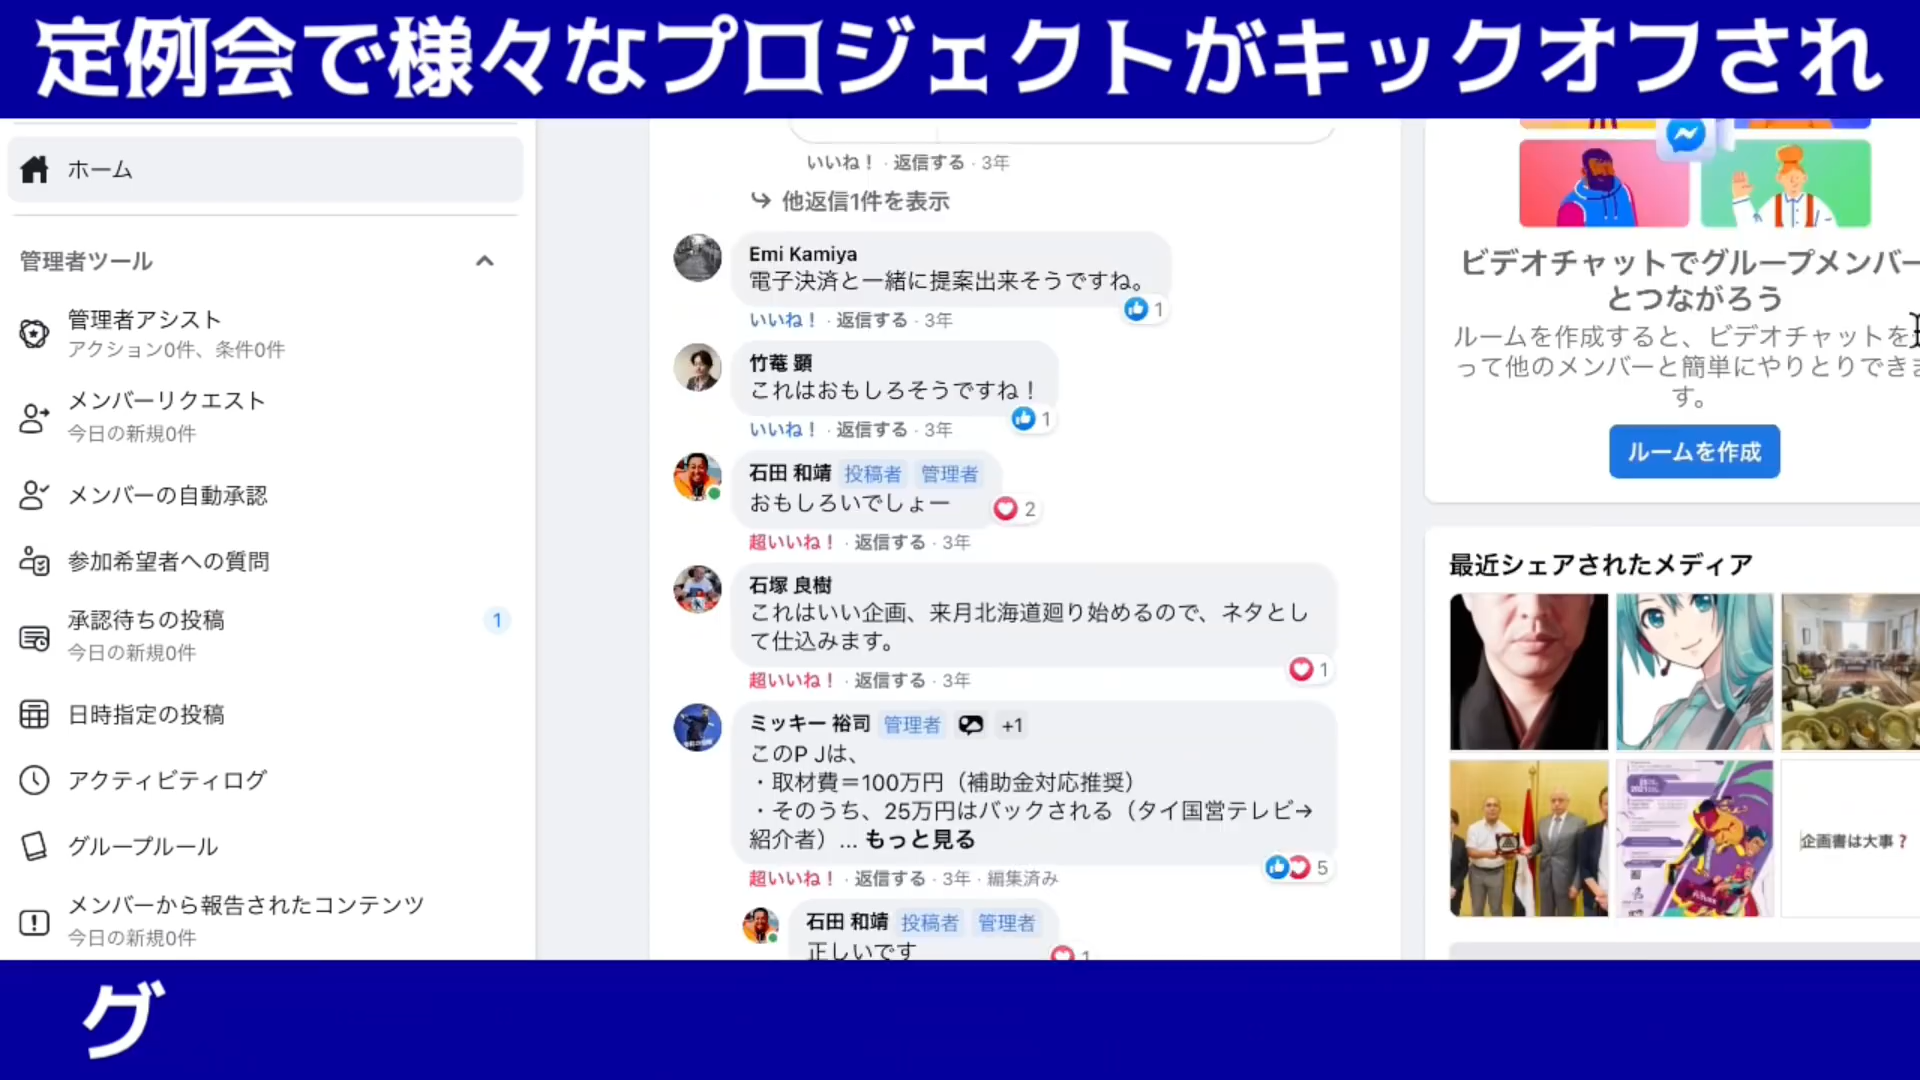 定例会で様々なプロジェクトがキックオフされ
ホーム
管理者ツール
管理者アシスト
アクション0件、条件0件
メンバーリクエスト
今日の新規0件
メンバーの自動承認
参加希望者への質問
承認待ちの投稿
1
今日の新規0件
日時指定の投稿
アクティビティログ
グループルール
メンバーから報告されたコンテンツ
今日の新規0件
いいね！ · 返信する · 3年
他返信1件を表示
Emi Kamiya
電子決済と一緒に提案出来そうですね。
1
いいね！ · 返信する · 3年
竹菴 顕
これはおもしろそうですね！
1
いいね！ · 返信する · 3年
石田 和靖 投稿者 管理者
おもしろいでしょー
2
超いいね！ · 返信する · 3年
石塚 良樹
これはいい企画、来月北海道廻り始めるので、ネタとし
て仕込みます。
1
超いいね！ · 返信する · 3年
ミッキー 裕司 管理者 +1
このP Jは、
・取材費＝100万円（補助金対応推奨）
・そのうち、25万円はバックされる（タイ国営テレビ→
紹介者）... もっと見る
5
超いいね！ · 返信する · 3年 · 編集済み
石田 和靖 投稿者 管理者
正しいです
1
ビデオチャットでグループメンバー
とつながろう
ルームを作成すると、ビデオチャットを
って他のメンバーと簡単にやりとりできま
す。
ルームを作成
最近シェアされたメディア
企画書は大事？
グ